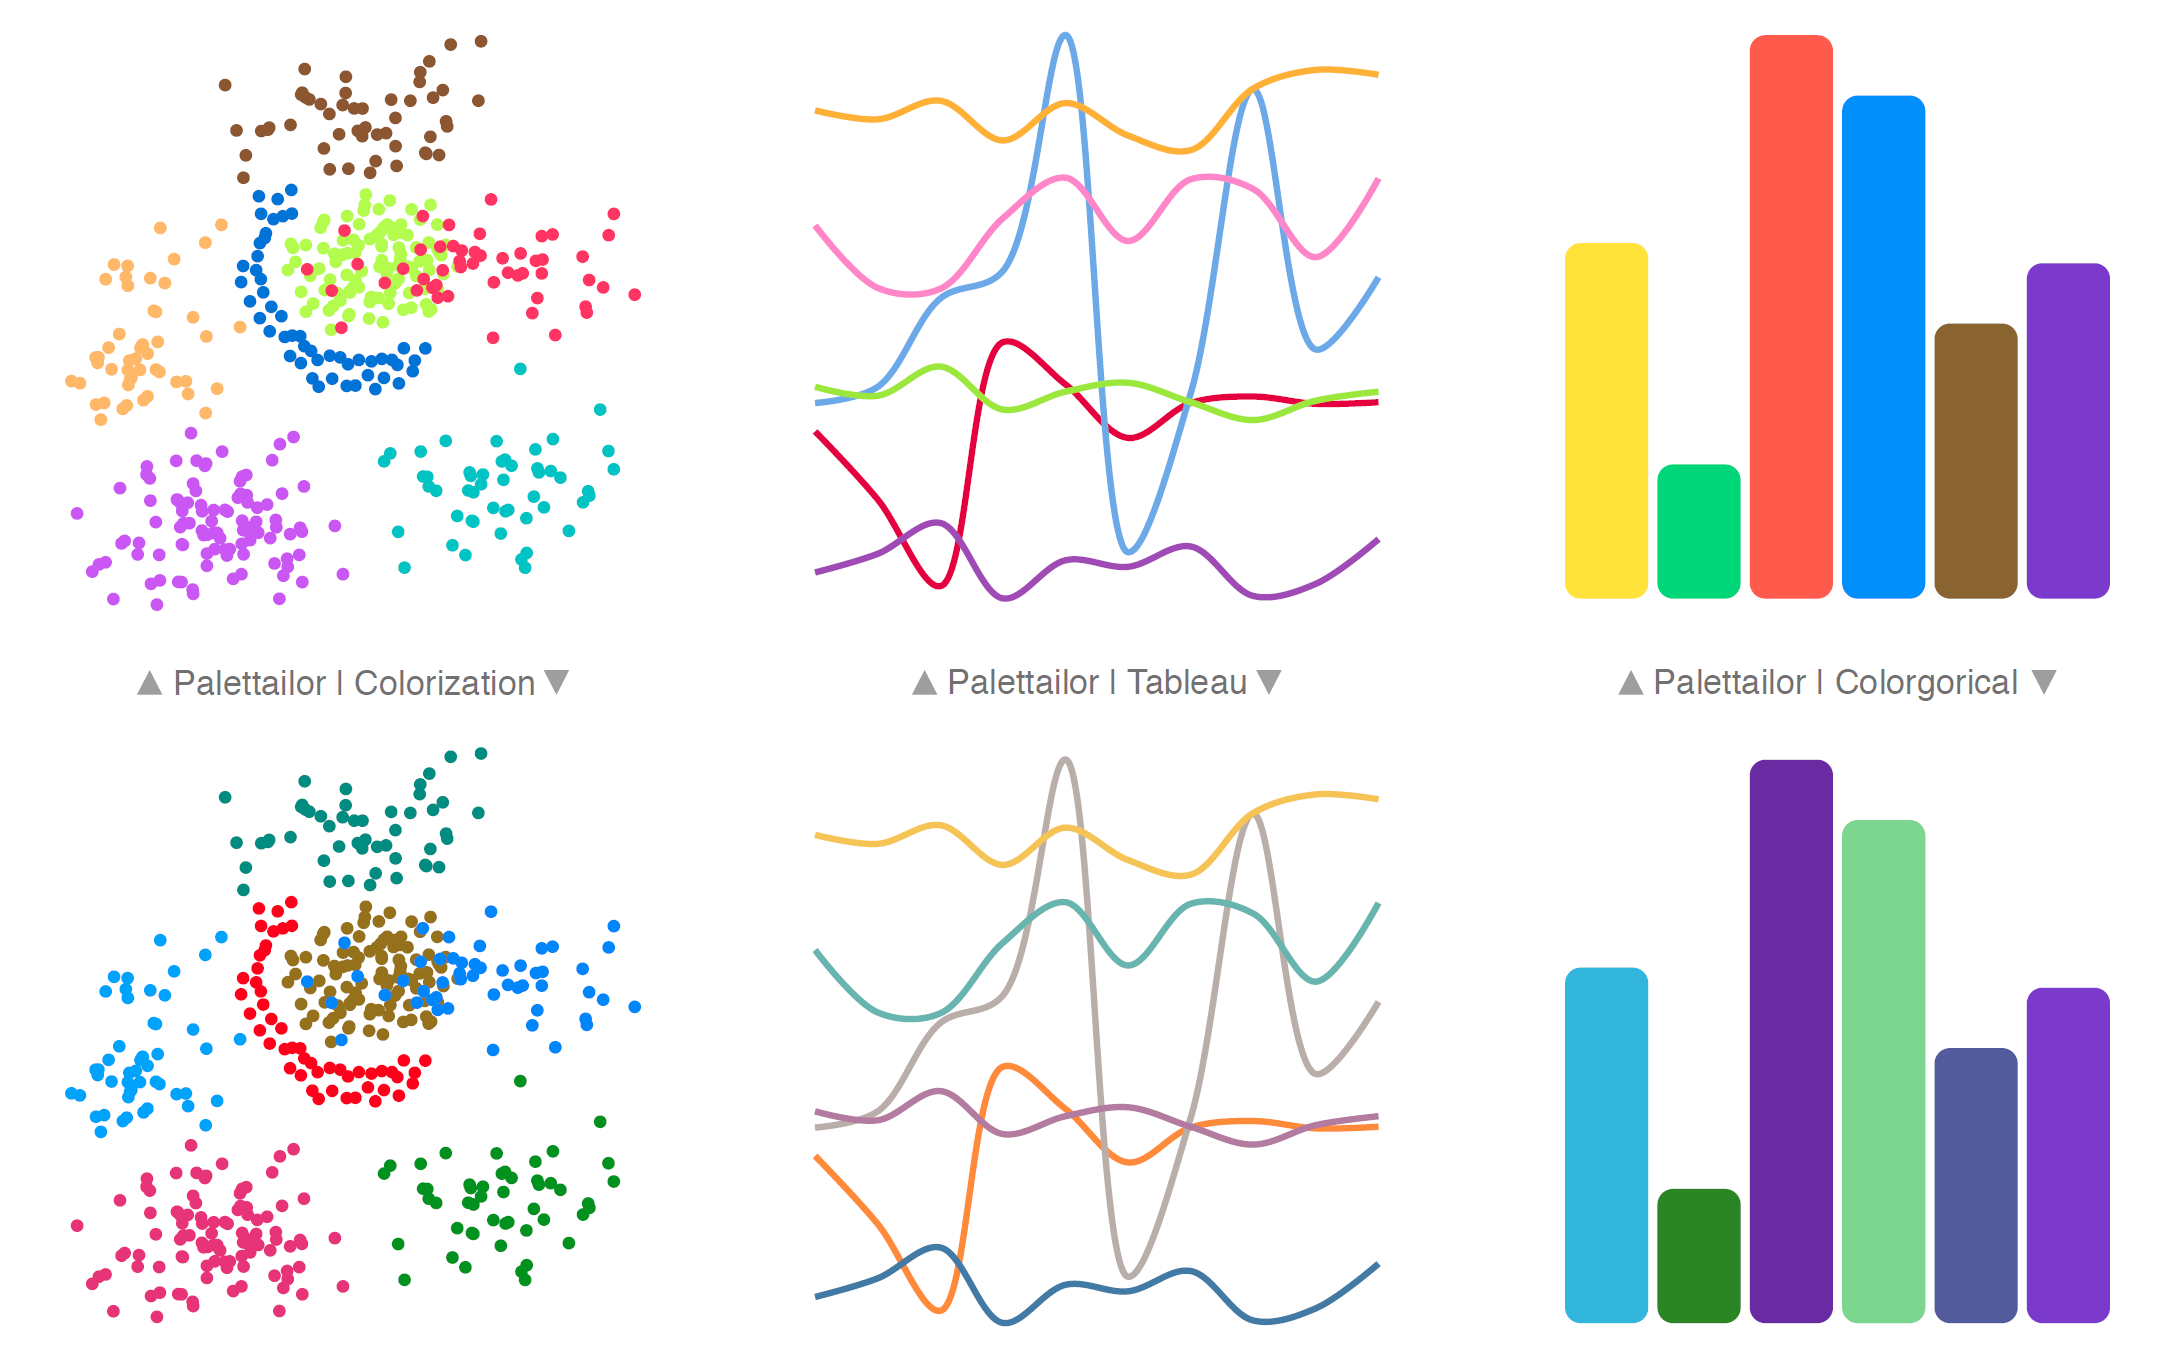 ▲ Palettailor | Colorization ▼
▲ Palettailor | Tableau ▼
▲ Palettailor | Colorgorical ▼